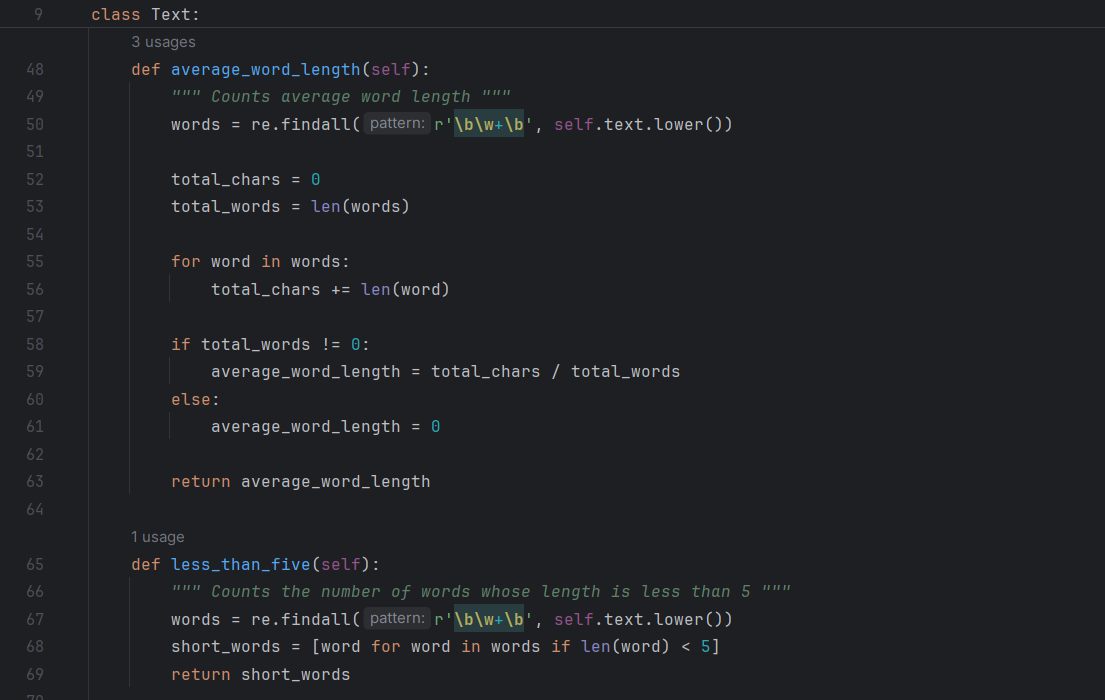 9 class Text:
3 usages
48 def average_word_length(self):
49 """ Counts average word length """
50 words = re.findall( pattern: r'\b\w+\b', self.text.lower())
51
52 total_chars = 0
53 total_words = len(words)
54
55 for word in words:
56 total_chars += len(word)
57
58 if total_words != 0:
59 average_word_length = total_chars / total_words
60 else:
61 average_word_length = 0
62
63 return average_word_length
64
1 usage
65 def less_than_five(self):
66 """ Counts the number of words whose length is less than 5 """
67 words = re.findall( pattern: r'\b\w+\b', self.text.lower())
68 short_words = [word for word in words if len(word) < 5]
69 return short_words
70